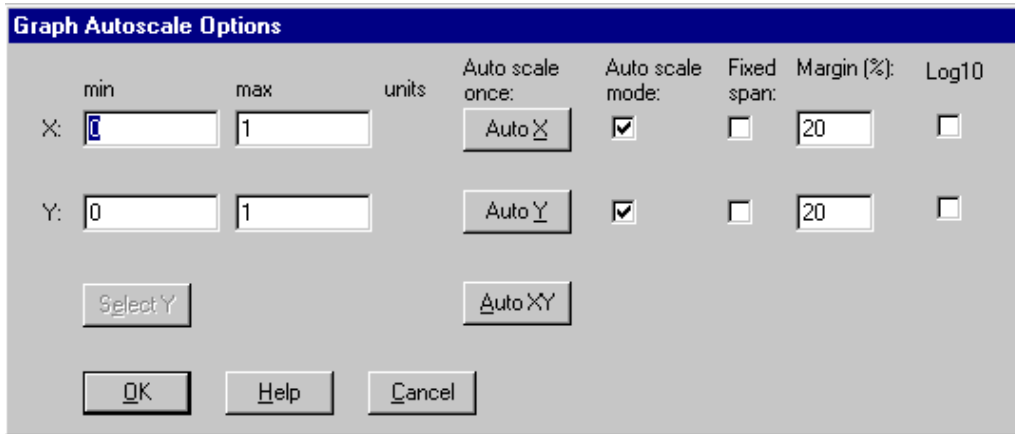 Graph Autoscale Options
min max units Auto scale once: Auto scale mode: Fixed span: Margin (%): Log10
X: 0 1 Auto X 20
Y: 0 1 Auto Y 20
Select Y Auto XY
OK Help Cancel